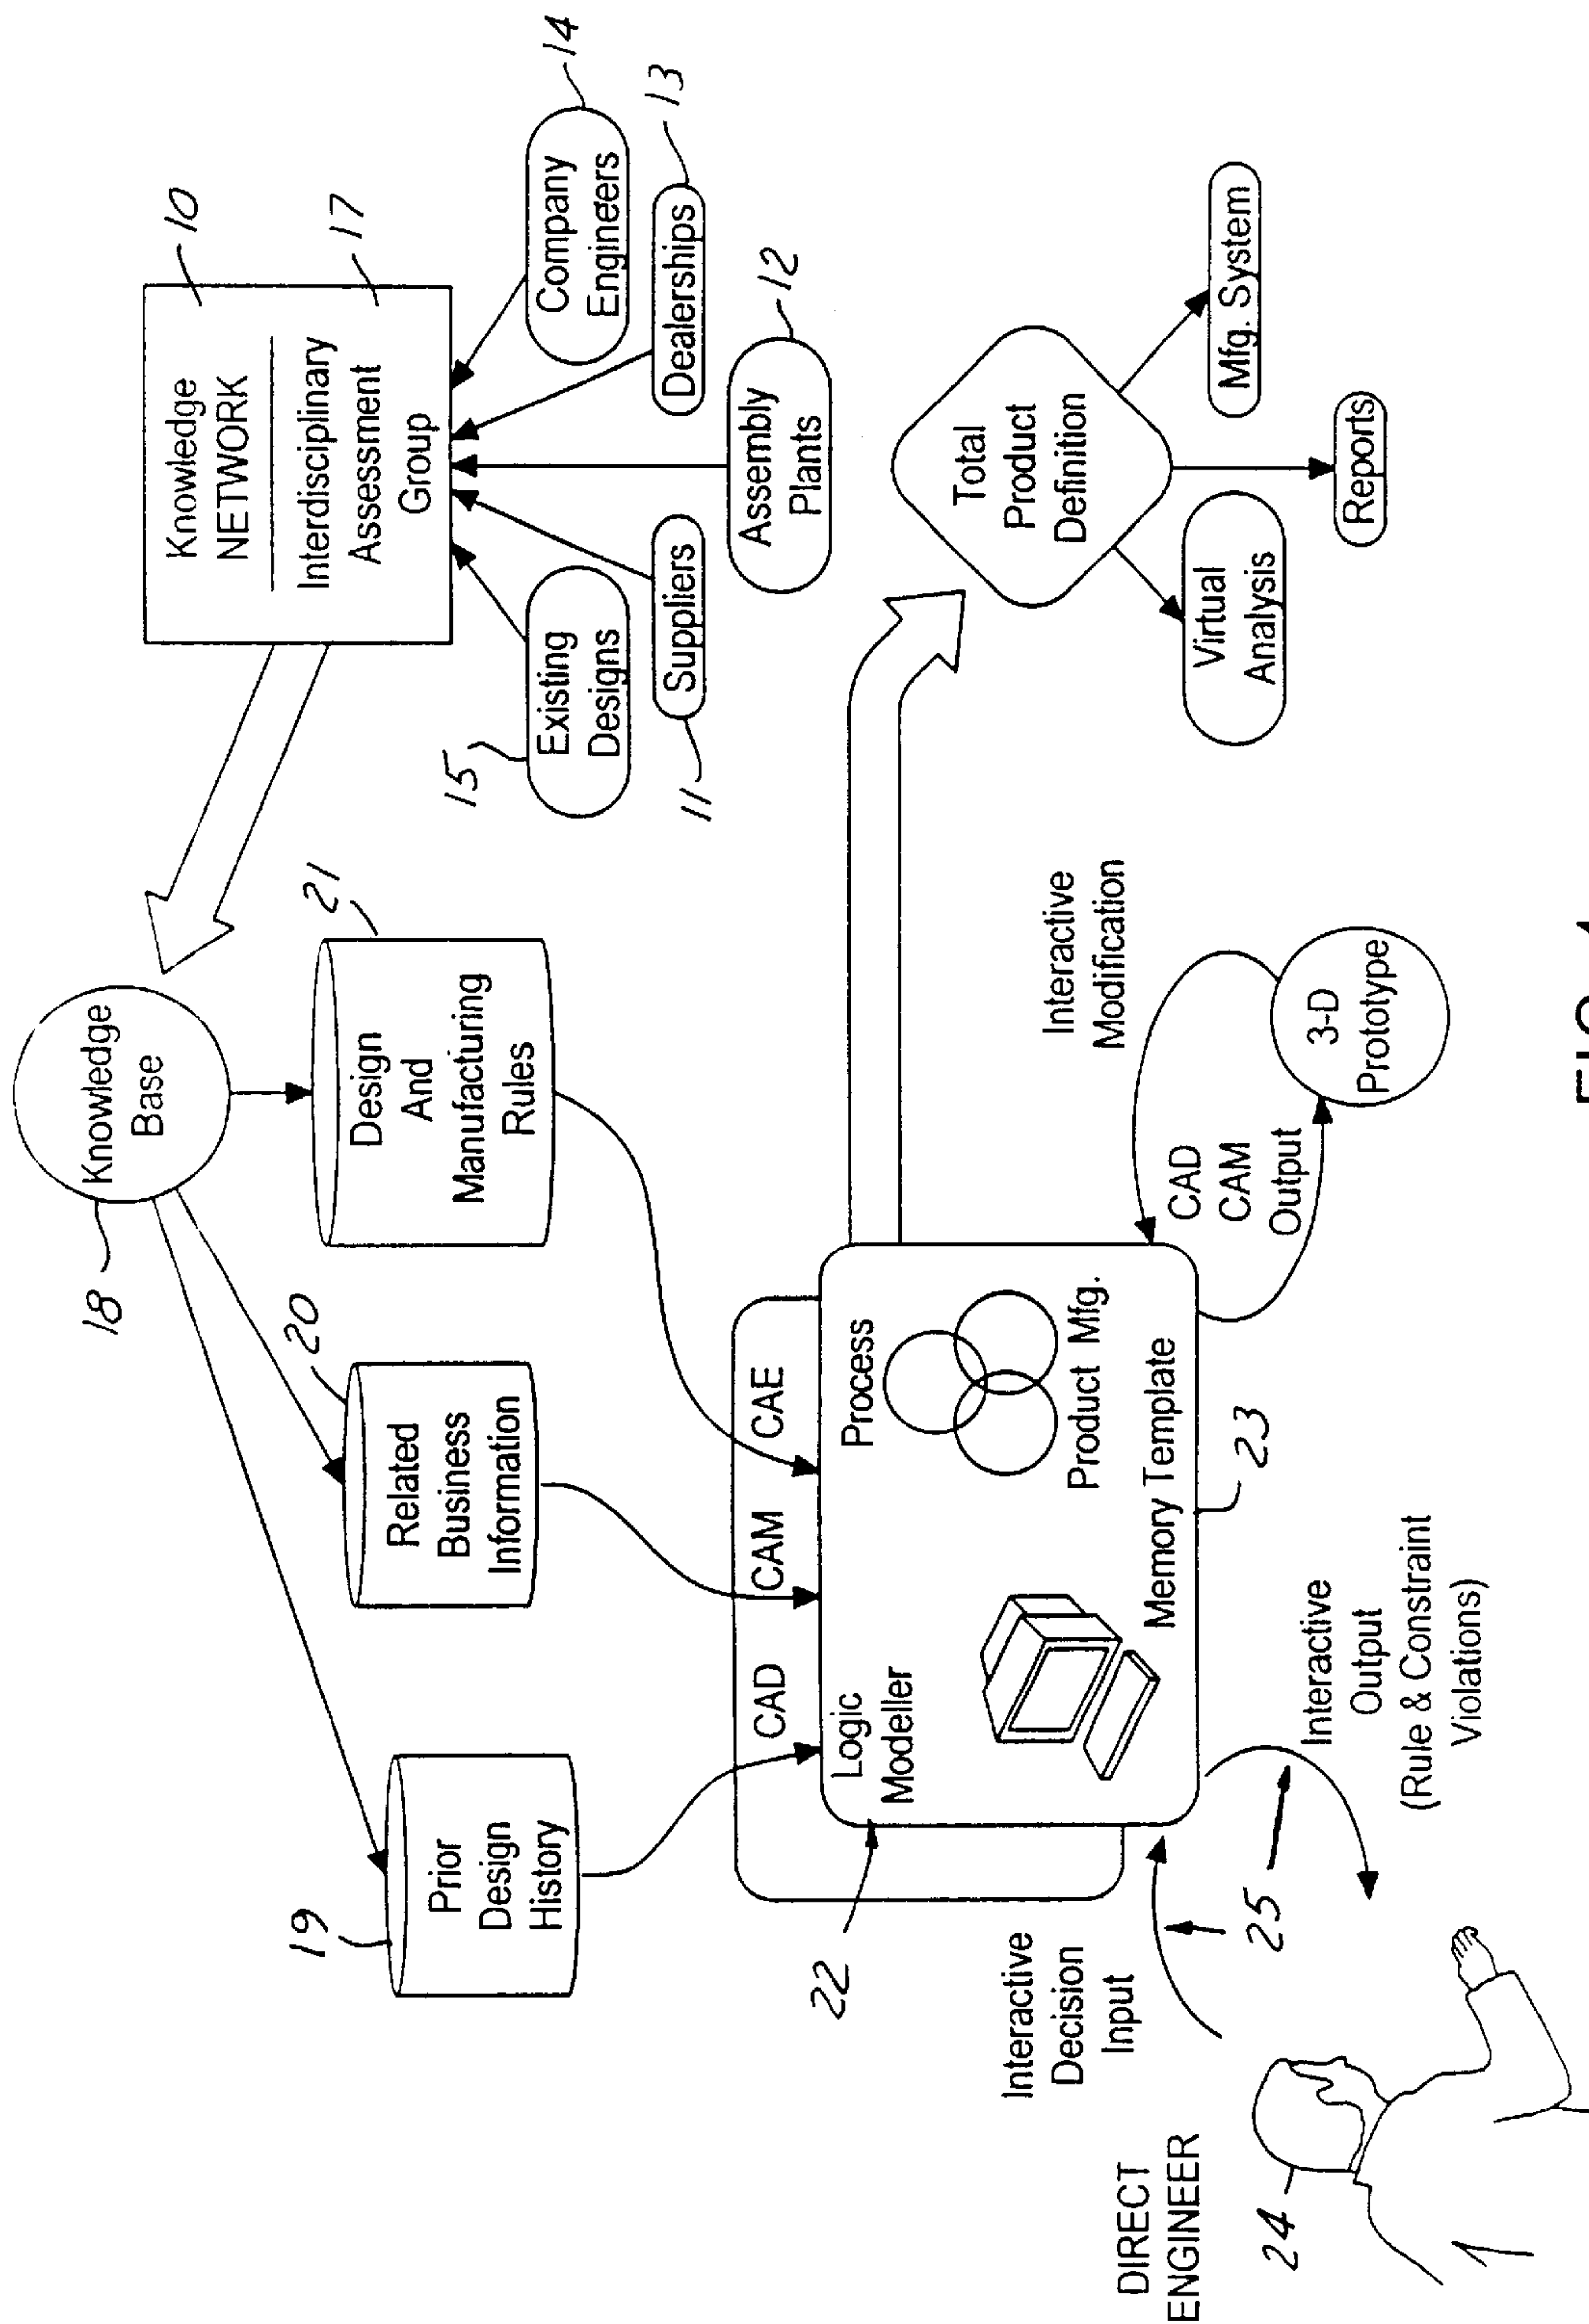 18
Knowledge
Base
10
Knowledge
NETWORK
Interdisciplinary
Assessment
Group
17
19
Prior
Design
History
20
Related
Business
Information
21
Design
And
Manufacturing
Rules
15
Existing
Designs
Company
Engineers
14
11
Suppliers
Dealerships
13
Assembly
Plants
12
CAD
CAM
CAE
22
Logic
Modeller
Process
Product Mfg.
Memory Template
23
Total
Product
Definition
Virtual
Analysis
Mfg. System
Reports
Interactive
Modification
CAD
CAM
Output
3-D
Prototype
Interactive
Decision
Input
25
DIRECT
ENGINEER
24
Interactive
Output
(Rule & Constraint
Violations)